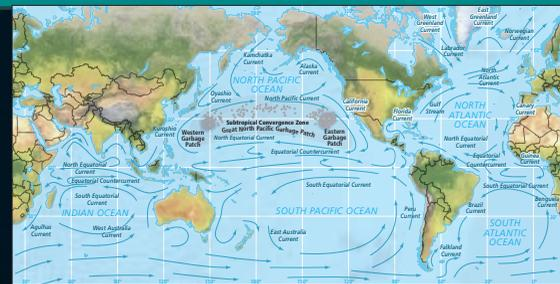 West
Greenland
Current
East
Greenland
Current
Norwegian
Current
Labrador
Current
Kamchatka
Current
Alaska
Current
North
Atlantic
Current
NORTH PACIFIC
OCEAN
Oyashio
Current
North Pacific Current
California
Current
Florida
Current
Gulf
Stream
NORTH
ATLANTIC
OCEAN
Canary
Current
Kuroshio
Current
Western
Garbage
Patch
Subtropical Convergence Zone
Great North Pacific Garbage Patch
North Equatorial Current
Eastern
Garbage
Patch
North Equatorial
Current
Equatorial Countercurrent
Equatorial
Countercurrent
Guinea
Current
North Equatorial
Current
Equatorial Countercurrent
South Equatorial
Current
South Equatorial Current
South Equatorial Current
Benguela
INDIAN OCEAN
SOUTH PACIFIC OCEAN
Peru
Current
Brazil
Current
SOUTH
ATLANTIC
OCEAN
Agulhas
Current
West Australia
Current
East Australia
Current
Falkland
Current